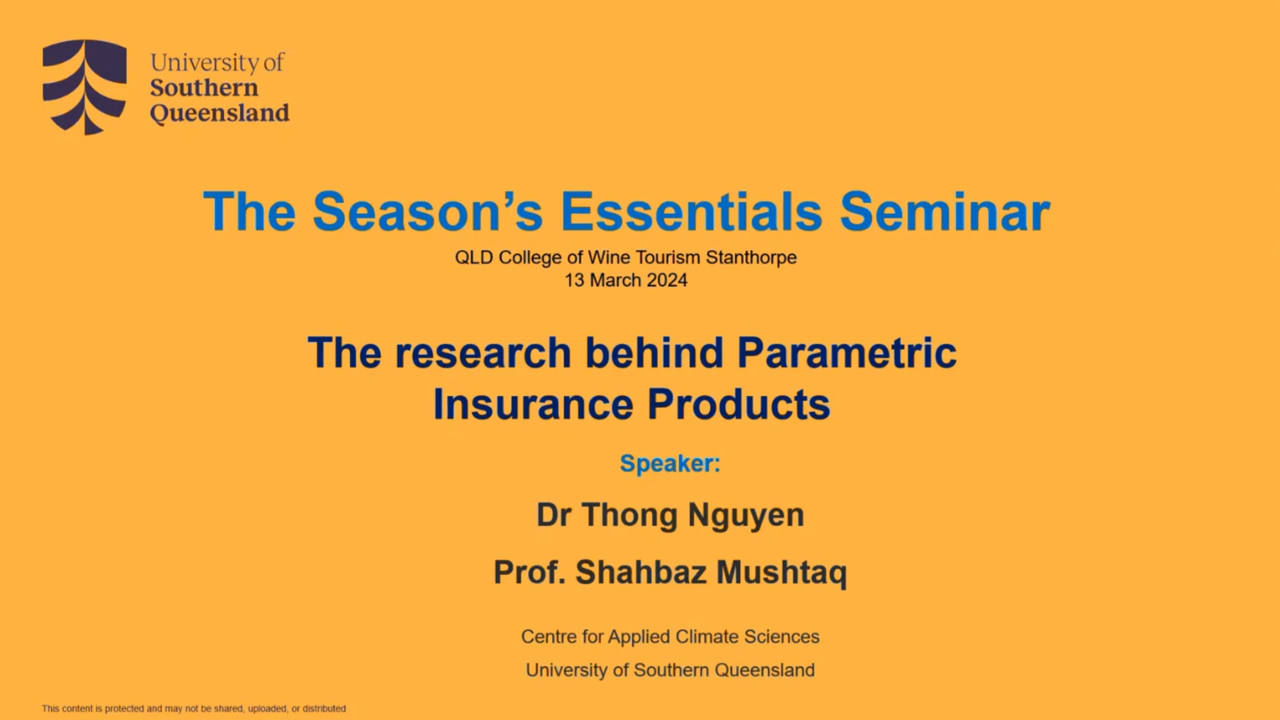 University of
Southern
Queensland
The Season’s Essentials Seminar
QLD College of Wine Tourism Stanthorpe
13 March 2024
The research behind Parametric
Insurance Products
Speaker:
Dr Thong Nguyen
Prof. Shahbaz Mushtaq
Centre for Applied Climate Sciences
University of Southern Queensland
This content is protected and may not be shared, uploaded, or distributed